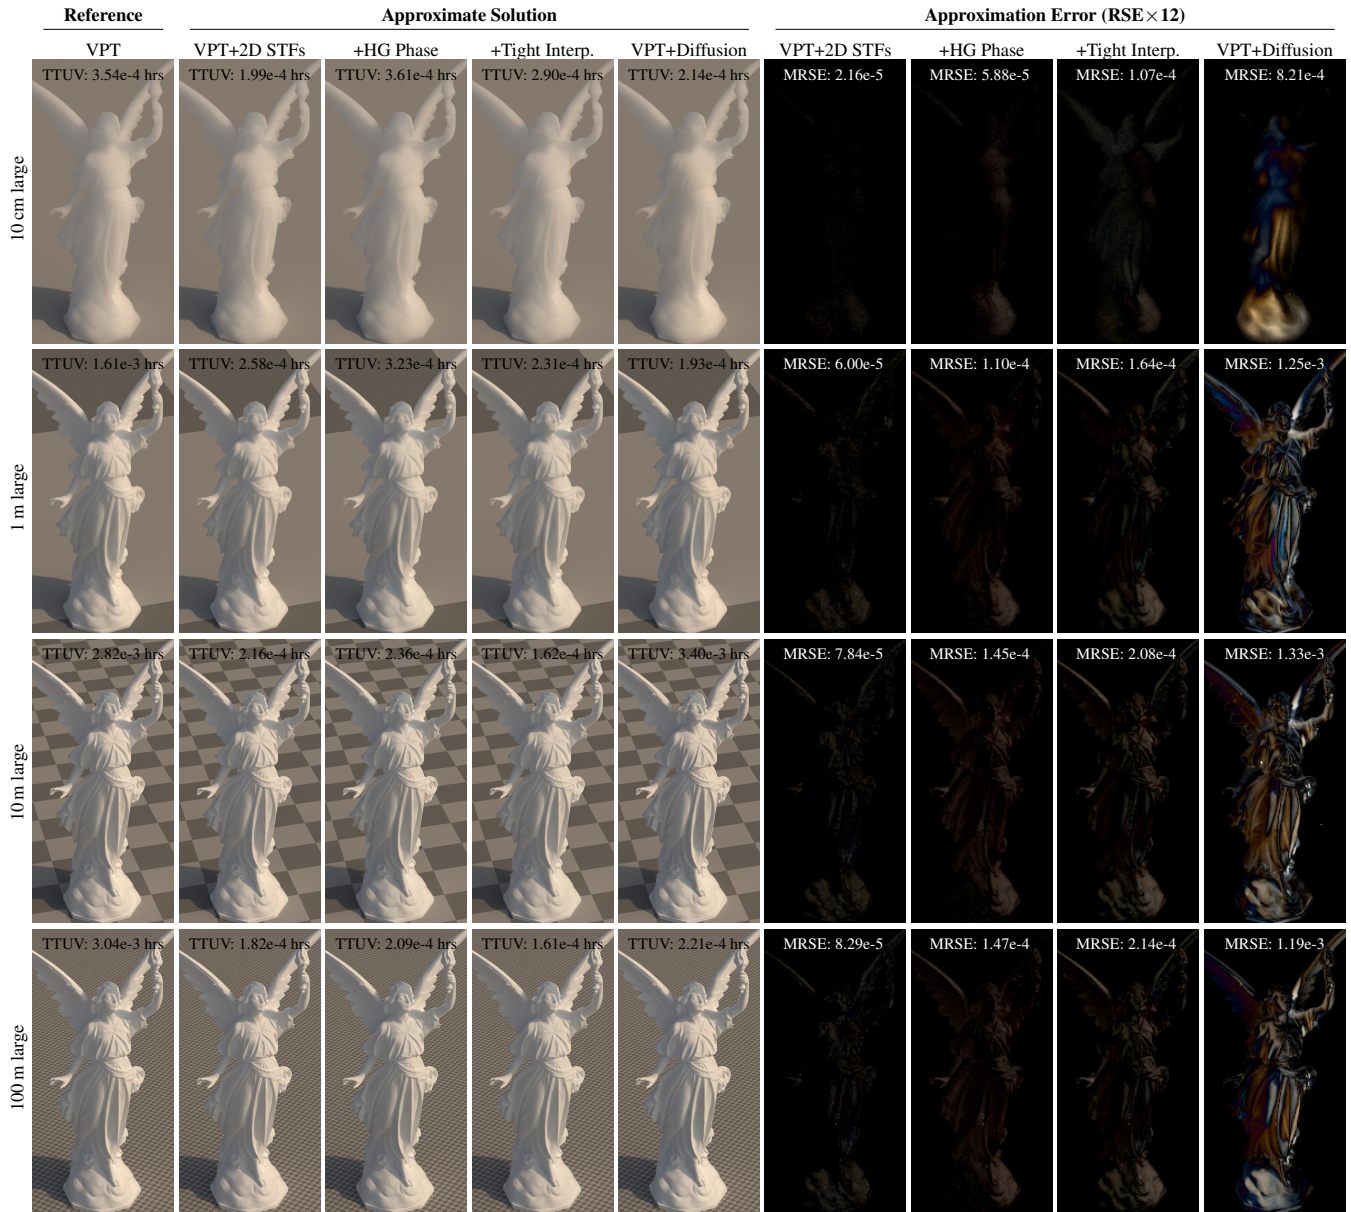 Reference Approximate Solution Approximation Error (RSE×12)
VPT VPT+2D STFs +HG Phase +Tight Interp. VPT+Diffusion VPT+2D STFs +HG Phase +Tight Interp. VPT+Diffusion
10 cm large
TTUV: 3.54e-4 hrs TTUV: 1.99e-4 hrs TTUV: 3.61e-4 hrs TTUV: 2.90e-4 hrs TTUV: 2.14e-4 hrs MRSE: 2.16e-5 MRSE: 5.88e-5 MRSE: 1.07e-4 MRSE: 8.21e-4
1 m large
TTUV: 1.61e-3 hrs TTUV: 2.58e-4 hrs TTUV: 3.23e-4 hrs TTUV: 2.31e-4 hrs TTUV: 1.93e-4 hrs MRSE: 6.00e-5 MRSE: 1.10e-4 MRSE: 1.64e-4 MRSE: 1.25e-3
10 m large
TTUV: 2.82e-3 hrs TTUV: 2.16e-4 hrs TTUV: 2.36e-4 hrs TTUV: 1.62e-4 hrs TTUV: 3.40e-3 hrs MRSE: 7.84e-5 MRSE: 1.45e-4 MRSE: 2.08e-4 MRSE: 1.33e-3
100 m large
TTUV: 3.04e-3 hrs TTUV: 1.82e-4 hrs TTUV: 2.09e-4 hrs TTUV: 1.61e-4 hrs TTUV: 2.21e-4 hrs MRSE: 8.29e-5 MRSE: 1.47e-4 MRSE: 2.14e-4 MRSE: 1.19e-3